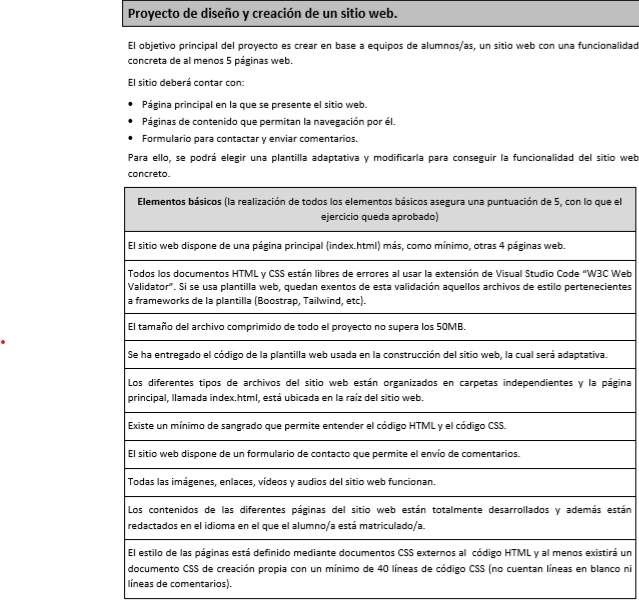 Proyecto de diseño y creación de un sitio web.
El objetivo principal del proyecto es crear en base a equipos de alumnos/as, un sitio web con una funcionalidad
concreta de al menos 5 páginas web.
El sitio deberá contar con:
• Página principal en la que se presente el sitio web.
• Páginas de contenido que permitan la navegación por él.
• Formulario para contactar y enviar comentarios.
Para ello, se podrá elegir una plantilla adaptativa y modificarla para conseguir la funcionalidad del sitio web
concreto.
Elementos básicos (la realización de todos los elementos básicos asegura una puntuación de 5, con lo que el
ejercicio queda aprobado)
El sitio web dispone de una página principal (index.html) más, como mínimo, otras 4 páginas web.
Todos los documentos HTML y CSS están libres de errores al usar la extensión de Visual Studio Code “W3C Web
Validator”. Si se usa plantilla web, quedan exentos de esta validación aquellos archivos de estilo pertenecientes
a frameworks de la plantilla (Boostrap, Tailwind, etc).
El tamaño del archivo comprimido de todo el proyecto no supera los 50MB.
Se ha entregado el código de la plantilla web usada en la construcción del sitio web, la cual será adaptativa.
Los diferentes tipos de archivos del sitio web están organizados en carpetas independientes y la página
principal, llamada index.html, está ubicada en la raíz del sitio web.
Existe un mínimo de sangrado que permite entender el código HTML y el código CSS.
El sitio web dispone de un formulario de contacto que permite el envío de comentarios.
Todas las imágenes, enlaces, vídeos y audios del sitio web funcionan.
Los contenidos de las diferentes páginas del sitio web están totalmente desarrollados y además están
redactados en el idioma en el que el alumno/a está matriculado/a.
El estilo de las páginas está definido mediante documentos CSS externos al código HTML y al menos existirá un
documento CSS de creación propia con un mínimo de 40 líneas de código CSS (no cuentan líneas en blanco ni
líneas de comentarios).